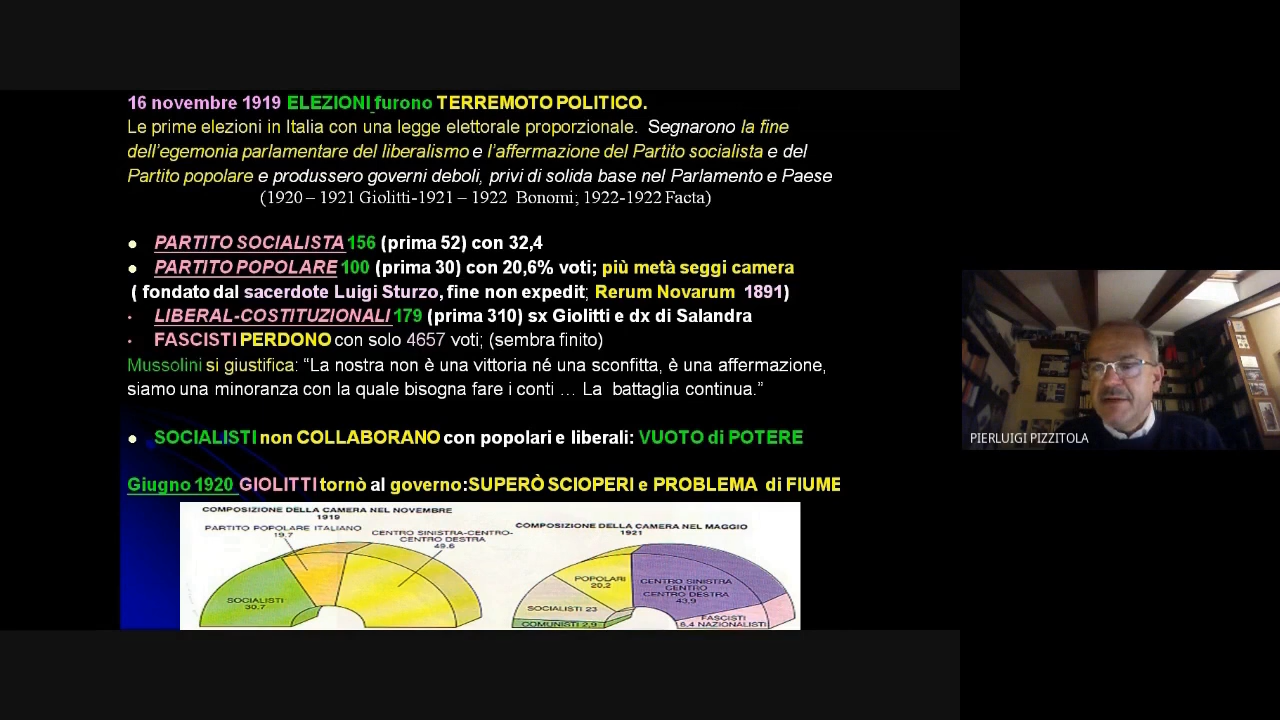 16 novembre 1919 ELEZIONI furono TERREMOTO POLITICO.
Le prime elezioni in Italia con una legge elettorale proporzionale. Segnarono la fine
dell'egemonia parlamentare del liberalismo e l'affermazione del Partito socialista e del
Partito popolare e produssero governi deboli, privi di solida base nel Parlamento e Paese
(1920 – 1921 Giolitti-1921 – 1922 Bonomi; 1922-1922 Facta)
● PARTITO SOCIALISTA 156 (prima 52) con 32,4
● PARTITO POPOLARE 100 (prima 30) con 20,6% voti; più metà seggi camera
( fondato dal sacerdote Luigi Sturzo, fine non expedit; Rerum Novarum 1891)
• LIBERAL-COSTITUZIONALI 179 (prima 310) sx Giolitti e dx di Salandra
• FASCISTI PERDONO con solo 4657 voti; (sembra finito)
Mussolini si giustifica: “La nostra non è una vittoria né una sconfitta, è una affermazione,
siamo una minoranza con la quale bisogna fare i conti … La battaglia continua.”
● SOCIALISTI non COLLABORANO con popolari e liberali: VUOTO di POTERE
Giugno 1920 GIOLITTI tornò al governo:SUPERÒ SCIOPERI e PROBLEMA di FIUME
COMPOSIZIONE DELLA CAMERA NEL NOVEMBRE
1919
PARTITO POPOLARE ITALIANO
19.7
CENTRO SINISTRA-CENTRO-
CENTRO DESTRA
49.6
SOCIALISTI
30.7
COMPOSIZIONE DELLA CAMERA NEL MAGGIO
1921
POPOLARI
20.2
CENTRO SINISTRA
CENTRO
CENTRO DESTRA
43.9
SOCIALISTI 23
COMUNISTI 2.9
FASCISTI
6.4 NAZIONALISTI
PIERLUIGI PIZZITOLA